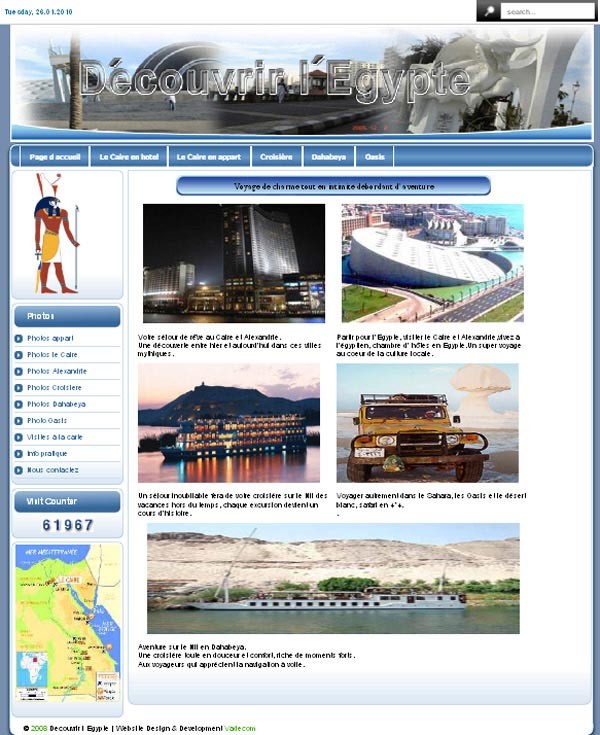 Tuesday, 26.01.2010
search...
Découvrir l´Egypte
Page d accueil
Le Caire en hotel
Le Caire en appart
Croisière
Dahabeya
Oasis
Voyage de charme tout en intimité débordant d´aventure
Photos
Photos appart
Photos le Caire
Photos Alexandrie
Photos Croisière
Photos Dahabeya
Photo Oasis
Visites à la carte
Info pratique
Nous contactez
Visit Counter
61967
Votre séjour de rêve au Caire et Alexandrie.
Une découverte entre hier et aujourd'hui dans ces villes
mythiques.
Partir pour l'Egypte, visiter le Caire et Alexandrie, vivez à
l'égyptien, chambre d' hôtes en Egypte. Un super voyage
au coeur de la culture locale.
Un séjour inoubliable fera de votre croisière sur le Nil des
vacances hors du temps, chaque excursion devient un
cours d'histoire.
Voyager autrement dans le Sahara, les Oasis et le désert
blanc, safari en 4*4.
.
Aventure sur le Nil en Dahabeya.
Une croisière toute en douceur et comfort, riche de moments forts.
Aux voyageurs qui apprécient la navigation à voile.
MER MEDITERRANEE
LE CAIRE
MER ROUGE
© 2008 Decouvrir l Egypte | Website Design & Development Vadecom